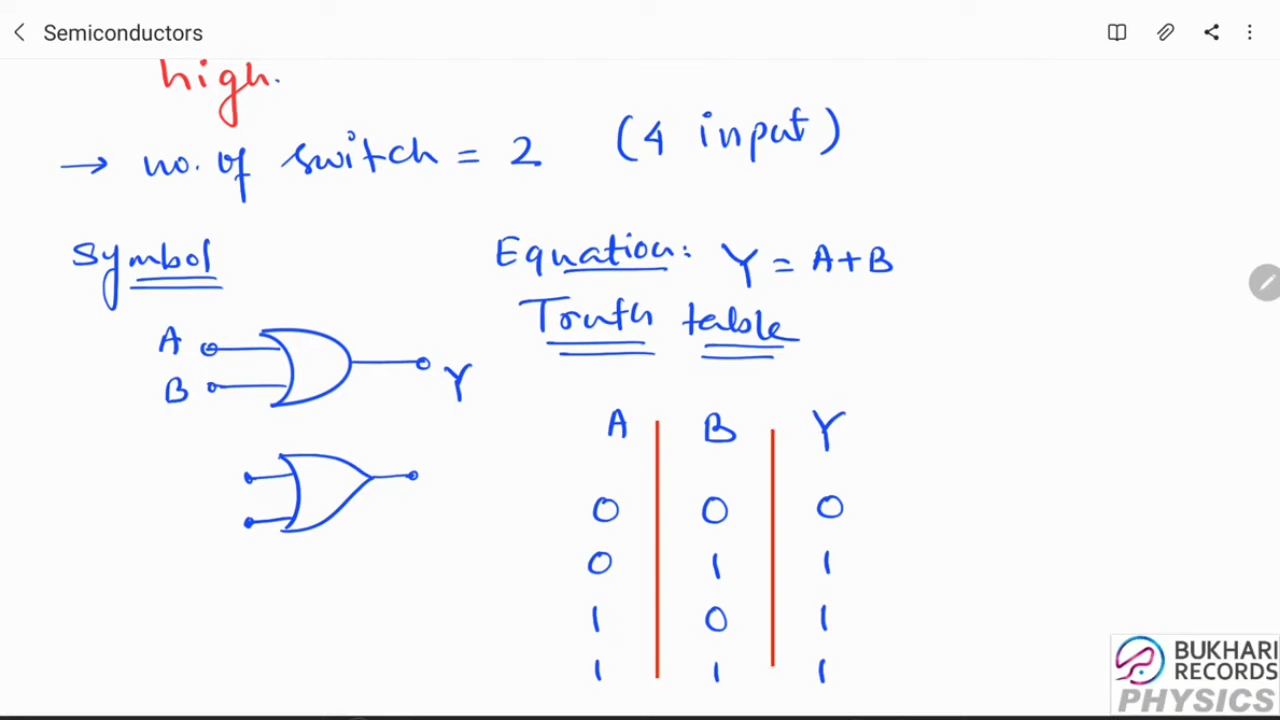 Semiconductors
high.
→ no. of switch = 2 (4 input)
Symbol
Equation: Y = A+B
Truth table
A
B
Y
A B Y
0 0 0
0 1 1
1 0 1
1 1 1
BUKHARI
RECORDS
PHYSICS